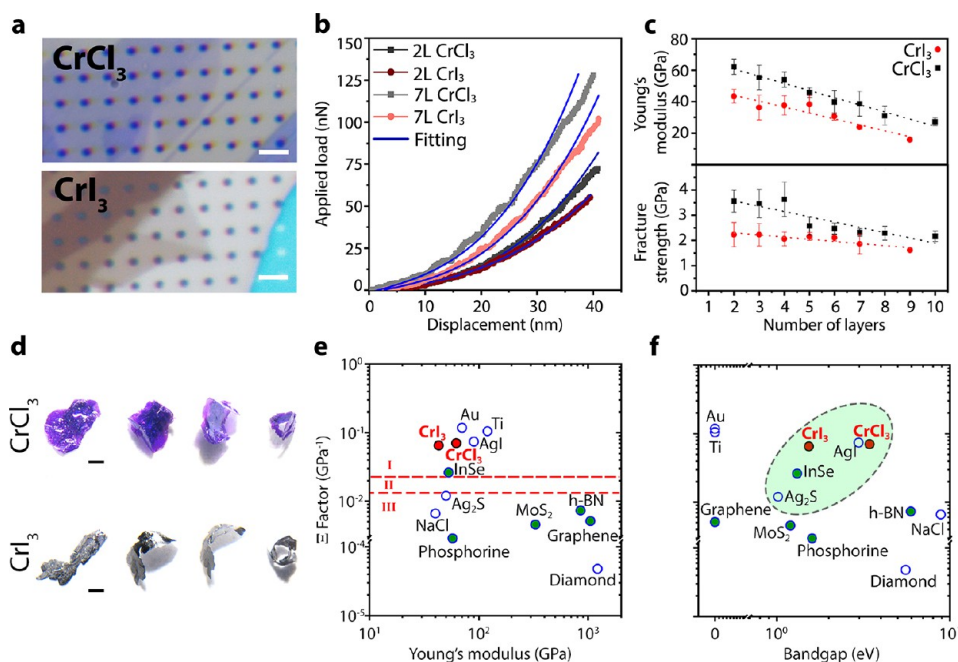 a
CrCl3
CrI3
b
150
125
100
75
50
25
0
Applied load (nN)
0 10 20 30 40
Displacement (nm)
2L CrCl3
2L CrI3
7L CrCl3
7L CrI3
Fitting
c
80
60
40
20
Young's
modulus (GPa)
CrI3
CrCl3
4
3
2
1
0
Fracture
strength (GPa)
1 2 3 4 5 6 7 8 9 10
Number of layers
d
CrCl3
CrI3
e
10^0
10^-1
10^-2
10^-4
10^-5
Ξ Factor (GPa^-1)
Au
Ti
CrI3
CrCl3
AgI
InSe
I
II
III
Ag2S
NaCl
MoS2
h-BN
Graphene
Phosphorine
Diamond
10^1 10^2 10^3
Young's modulus (GPa)
f
Au
Ti
CrI3
CrCl3
AgI
InSe
Ag2S
Graphene
MoS2
h-BN
NaCl
Phosphorine
Diamond
0 10^0 10
Bandgap (eV)